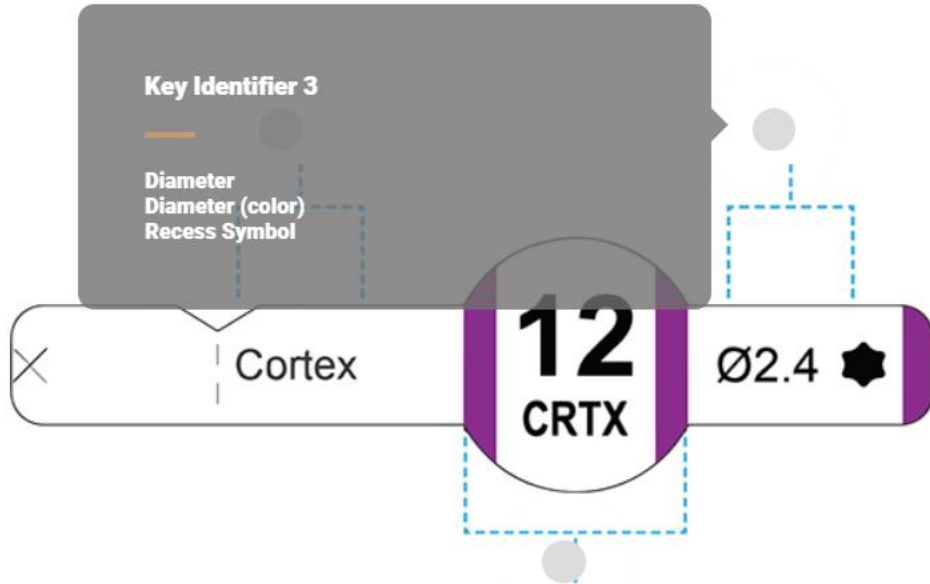 Key Identifier 3
Diameter
Diameter (color)
Recess Symbol
Cortex
12
CRTX
Ø2.4